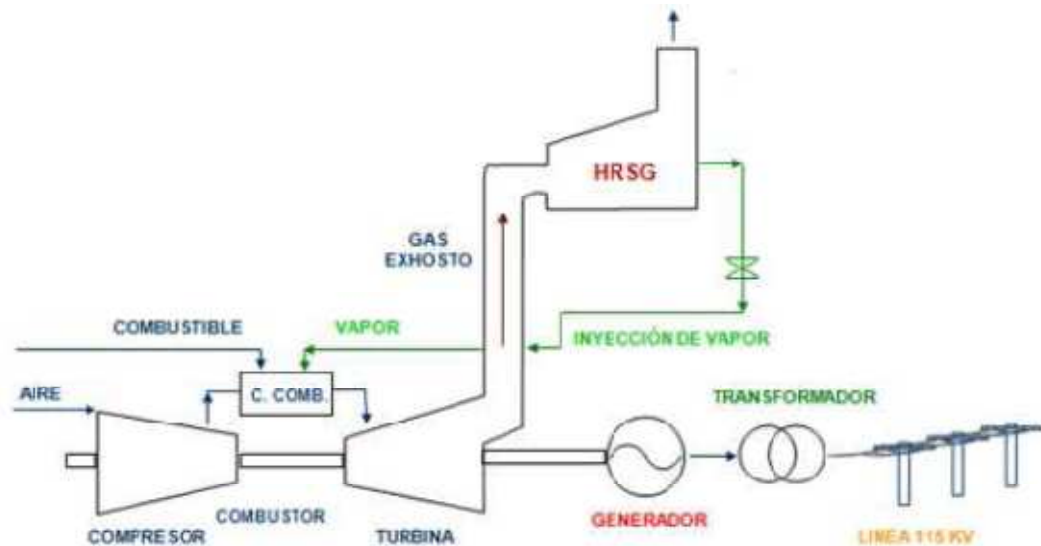 HRSG
GAS
EXHOSTO
COMBUSTIBLE
VAPOR
INYECCIÓN DE VAPOR
AIRE
C. COMB.
TRANSFORMADOR
COMBUSTOR
COMPRESOR
TURBINA
GENERADOR
LINEA 115 KV